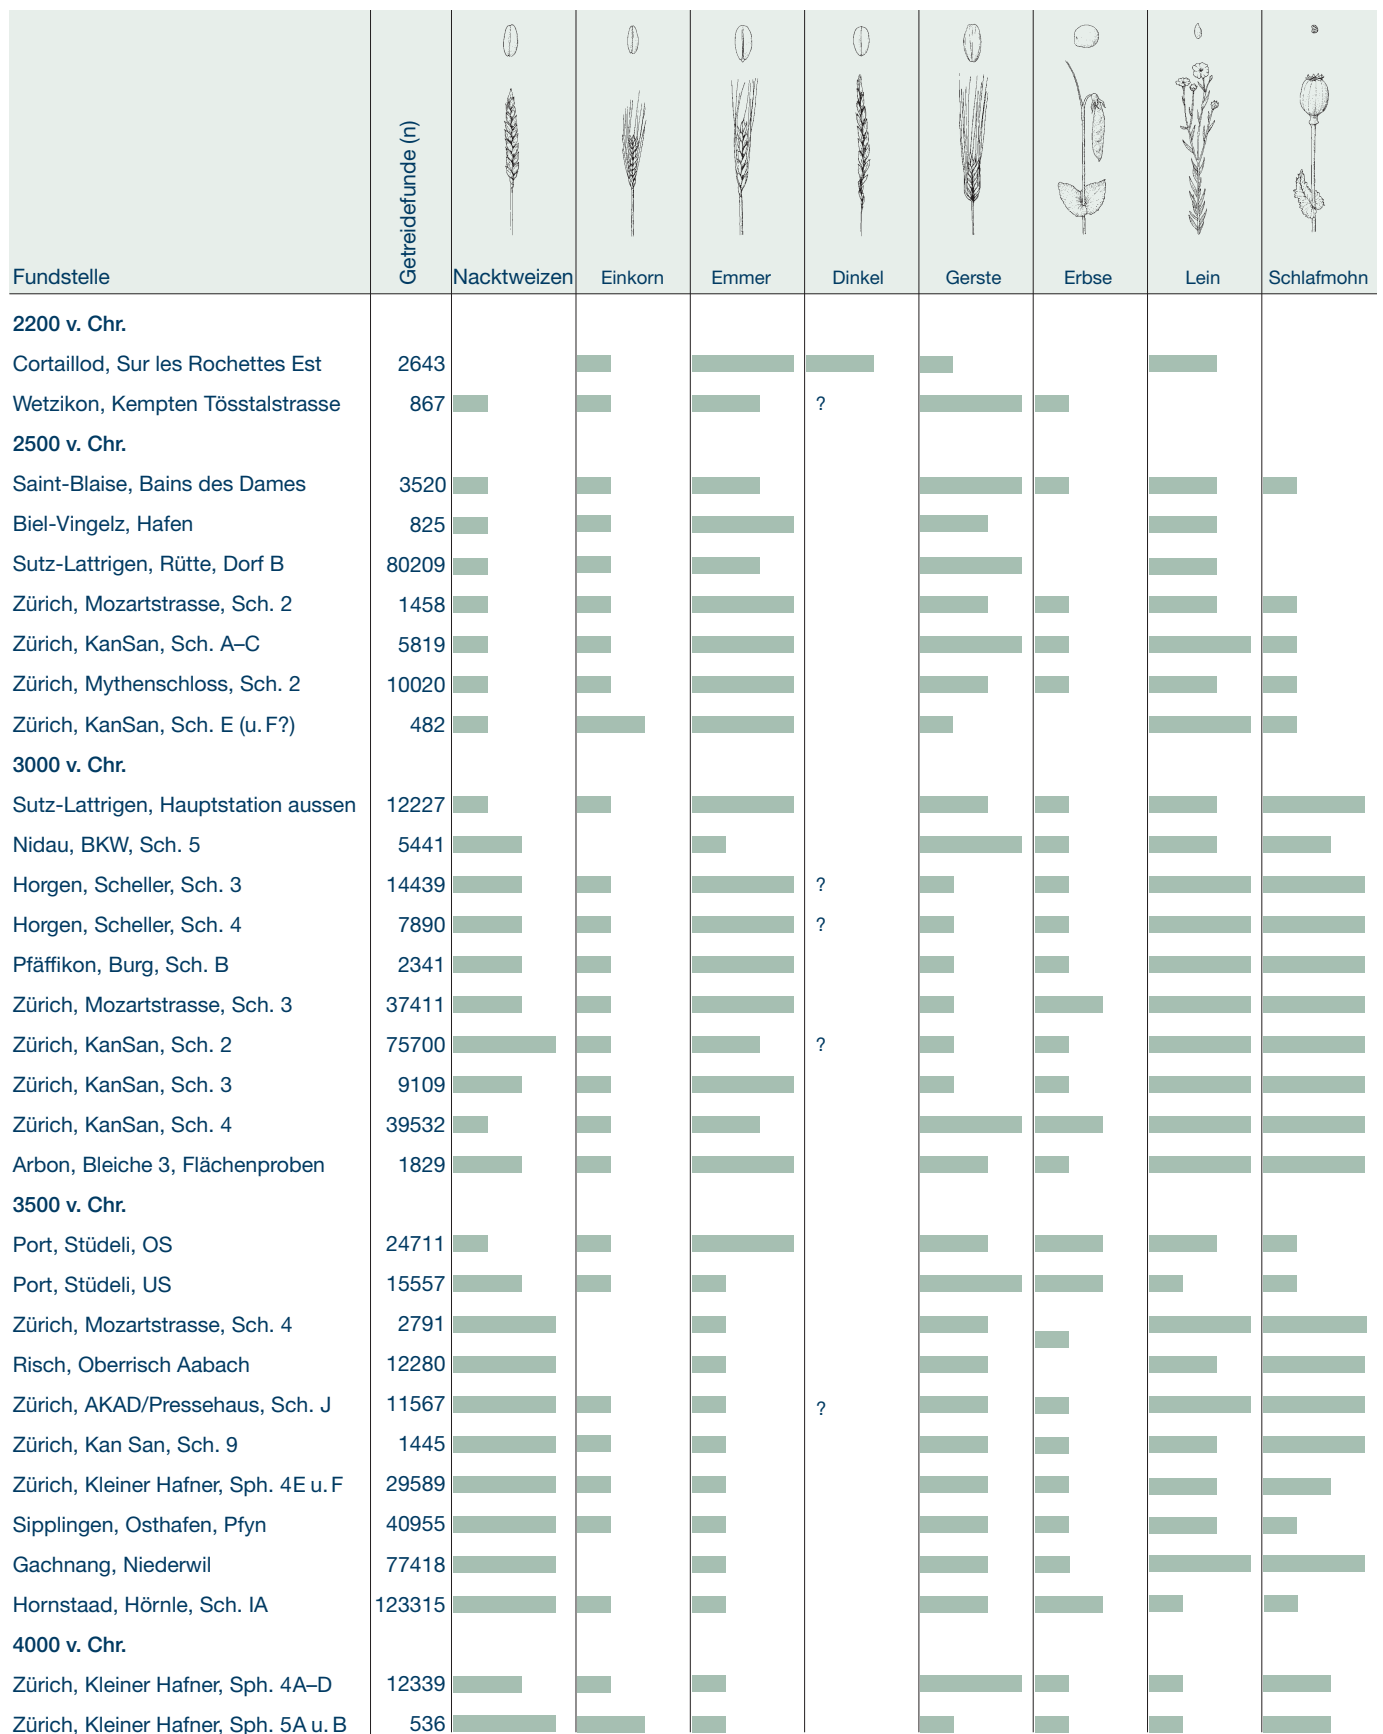 Getreidefunde (n)
Fundstelle Nacktweizen Einkorn Emmer Dinkel Gerste Erbse Lein Schlafmohn
2200 v. Chr.
Cortaillod, Sur les Rochettes Est 2643
Wetzikon, Kempten Tösstalstrasse 867 ?
2500 v. Chr.
Saint-Blaise, Bains des Dames 3520
Biel-Vingelz, Hafen 825
Sutz-Lattrigen, Rütte, Dorf B 80209
Zürich, Mozartstrasse, Sch. 2 1458
Zürich, KanSan, Sch. A–C 5819
Zürich, Mythenschloss, Sch. 2 10020
Zürich, KanSan, Sch. E (u. F?) 482
3000 v. Chr.
Sutz-Lattrigen, Hauptstation aussen 12227
Nidau, BKW, Sch. 5 5441
Horgen, Scheller, Sch. 3 14439 ?
Horgen, Scheller, Sch. 4 7890 ?
Pfäffikon, Burg, Sch. B 2341
Zürich, Mozartstrasse, Sch. 3 37411
Zürich, KanSan, Sch. 2 75700 ?
Zürich, KanSan, Sch. 3 9109
Zürich, KanSan, Sch. 4 39532
Arbon, Bleiche 3, Flächenproben 1829
3500 v. Chr.
Port, Stüdeli, OS 24711
Port, Stüdeli, US 15557
Zürich, Mozartstrasse, Sch. 4 2791
Risch, Oberrisch Aabach 12280
Zürich, AKAD/Pressehaus, Sch. J 11567 ?
Zürich, Kan San, Sch. 9 1445
Zürich, Kleiner Hafner, Sph. 4E u. F 29589
Sipplingen, Osthafen, Pfyn 40955
Gachnang, Niederwil 77418
Hornstaad, Hörnle, Sch. IA 123315
4000 v. Chr.
Zürich, Kleiner Hafner, Sph. 4A–D 12339
Zürich, Kleiner Hafner, Sph. 5A u. B 536